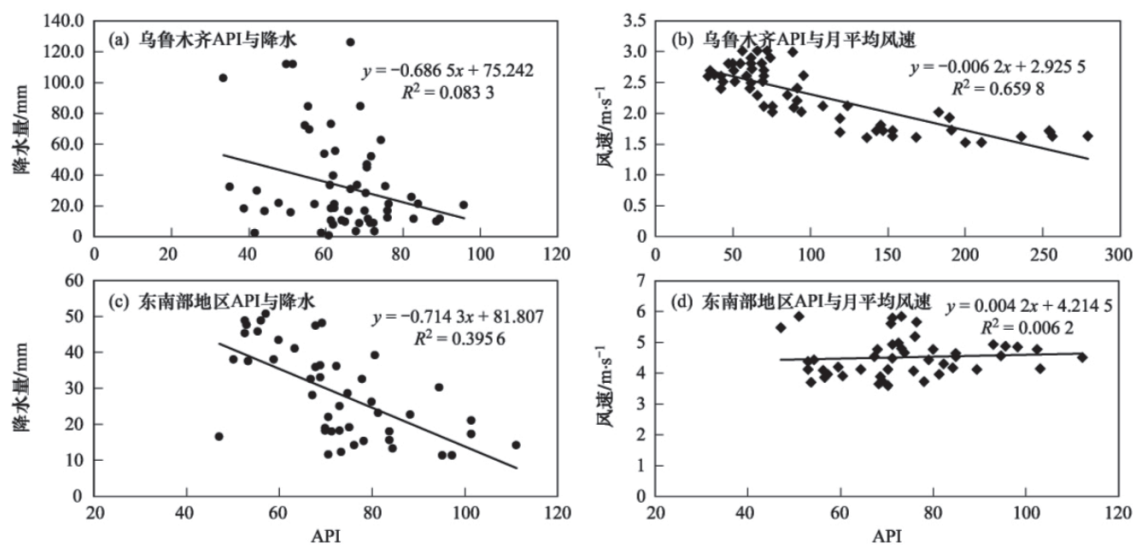 (a) 乌鲁木齐API与降水
y = −0.686 5x + 75.242
R² = 0.083 3
降水量/mm
140.0
120.0
100.0
80.0
60.0
40.0
20.0
0.0
0 20 40 60 80 100 120
(b) 乌鲁木齐API与月平均风速
y = −0.006 2x + 2.925 5
R² = 0.659 8
风速/m·s⁻¹
3.5
3.0
2.5
2.0
1.5
1.0
0.5
0
0 50 100 150 200 250 300
(c) 东南部地区API与降水
y = −0.714 3x + 81.807
R² = 0.395 6
降水量/mm
60
50
40
30
20
10
0.0
20 40 60 80 100 120
API
(d) 东南部地区API与月平均风速
y = 0.004 2x + 4.214 5
R² = 0.006 2
风速/m·s⁻¹
7
6
5
4
3
2
1
0
20 40 60 80 100 120
API